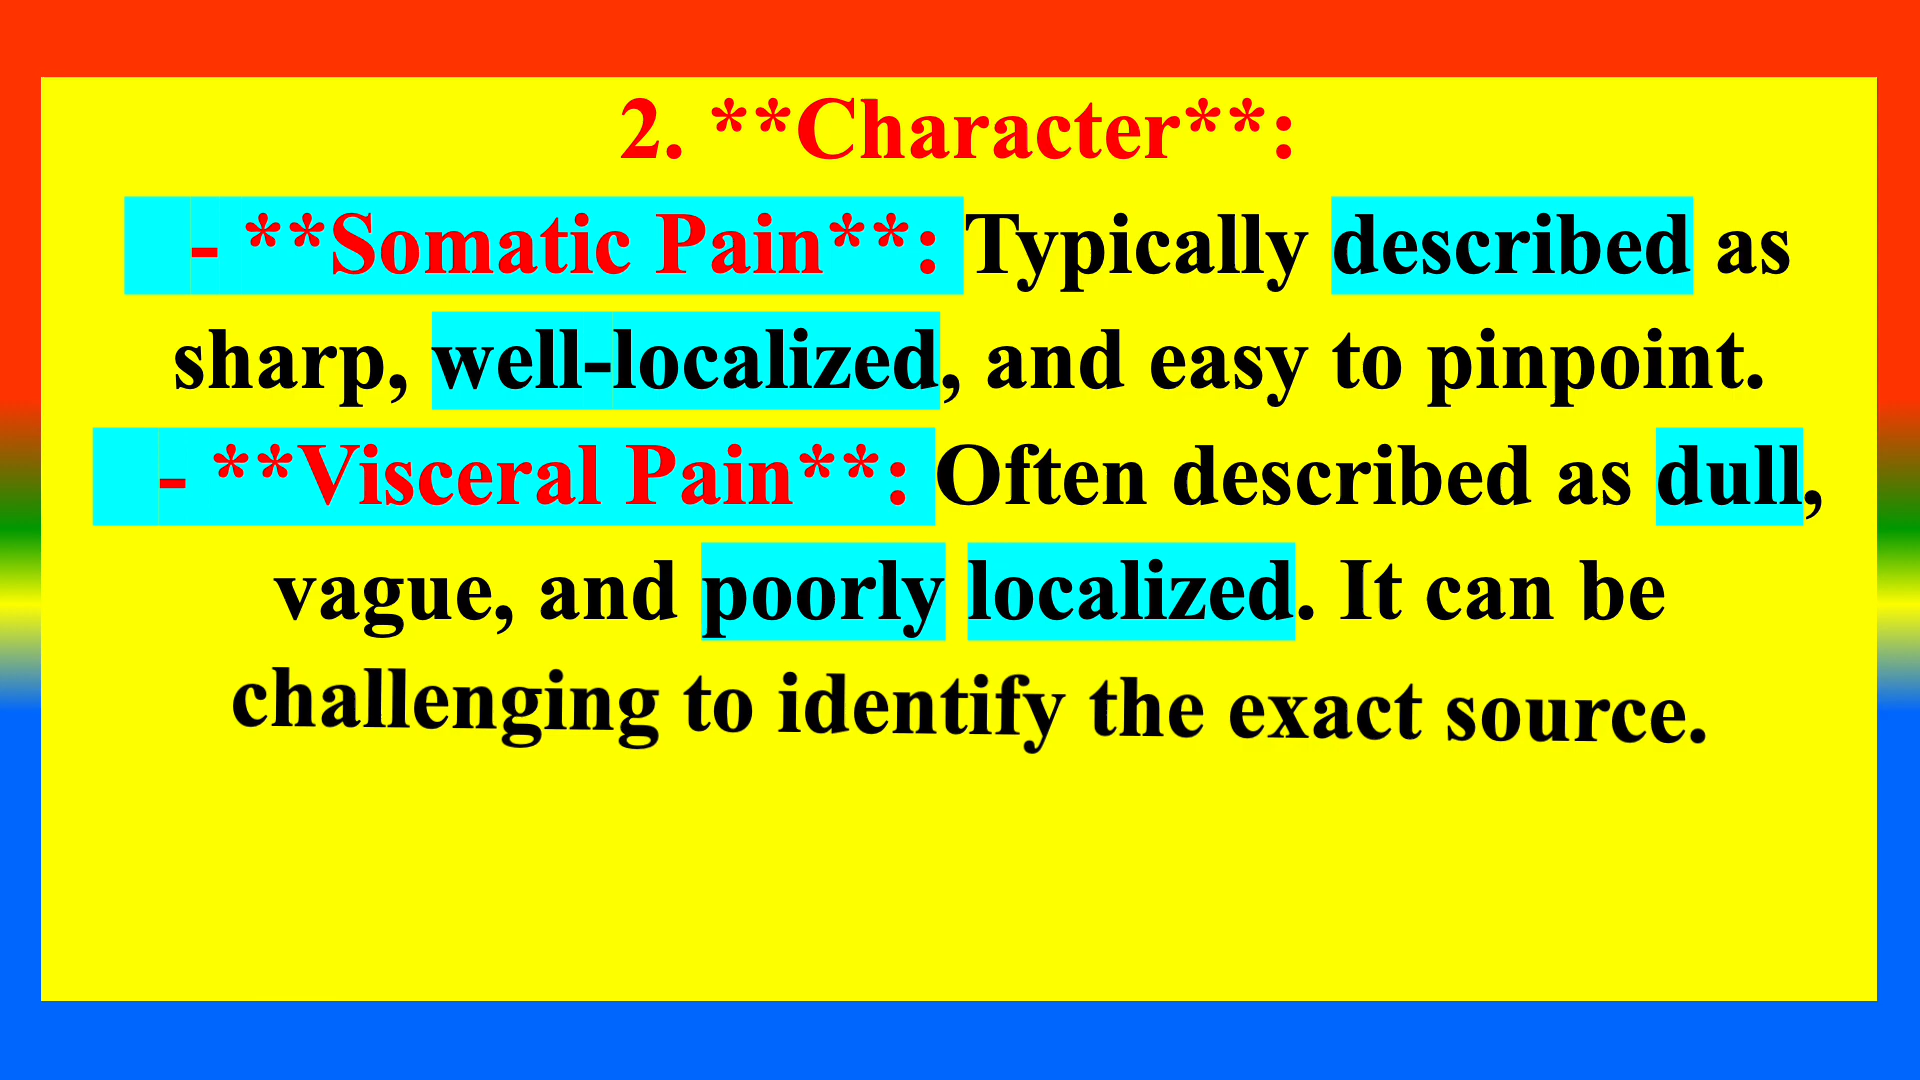 2. **Character**:
- **Somatic Pain**: Typically described as
sharp, well-localized, and easy to pinpoint.
- **Visceral Pain**: Often described as dull,
vague, and poorly localized. It can be
challenging to identify the exact source.